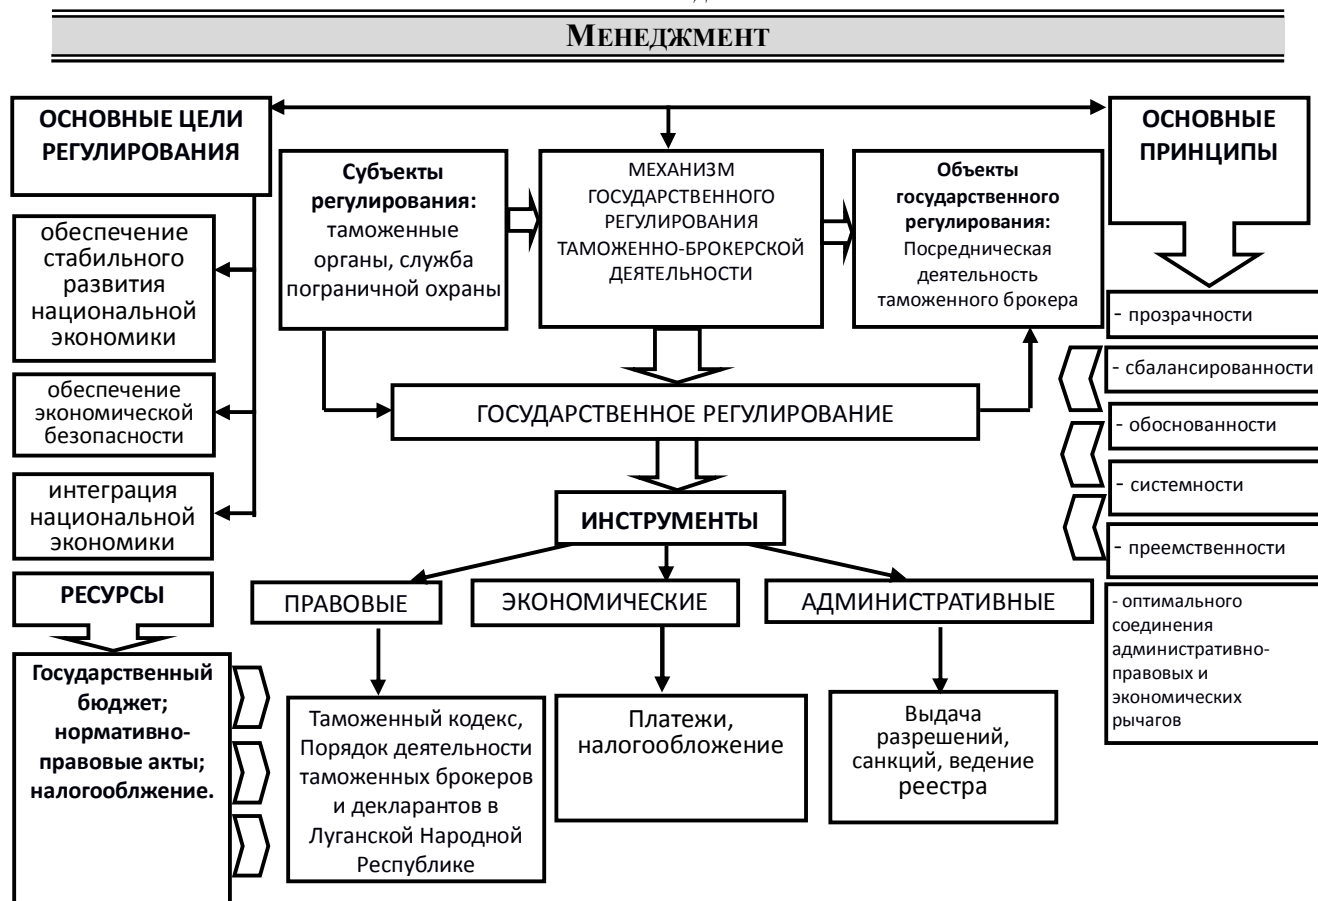 МЕНЕДЖМЕНТ
ОСНОВНЫЕ ЦЕЛИ
РЕГУЛИРОВАНИЯ
обеспечение
стабильного
развития
национальной
экономики
обеспечение
экономической
безопасности
интеграция
национальной
экономики
РЕСУРСЫ
Государственный
бюджет;
нормативно-
правовые акты;
налогооблжение.
Субъекты
регулирования:
таможенные
органы, служба
пограничной охраны
МЕХАНИЗМ
ГОСУДАРСТВЕННОГО
РЕГУЛИРОВАНИЯ
ТАМОЖЕННО-БРОКЕРСКОЙ
ДЕЯТЕЛЬНОСТИ
Объекты
государственного
регулирования:
Посредническая
деятельность
таможенного брокера
ГОСУДАРСТВЕННОЕ РЕГУЛИРОВАНИЕ
ИНСТРУМЕНТЫ
ПРАВОВЫЕ
ЭКОНОМИЧЕСКИЕ
АДМИНИСТРАТИВНЫЕ
Таможенный кодекс,
Порядок деятельности
таможенных брокеров
и декларантов в
Луганской Народной
Республике
Платежи,
налогообложение
Выдача
разрешений,
санкций, ведение
реестра
ОСНОВНЫЕ
ПРИНЦИПЫ
- прозрачности
- сбалансированности
- обоснованности
- системности
- преемственности
- оптимального
соединения
административно-
правовых и
экономических
рычагов